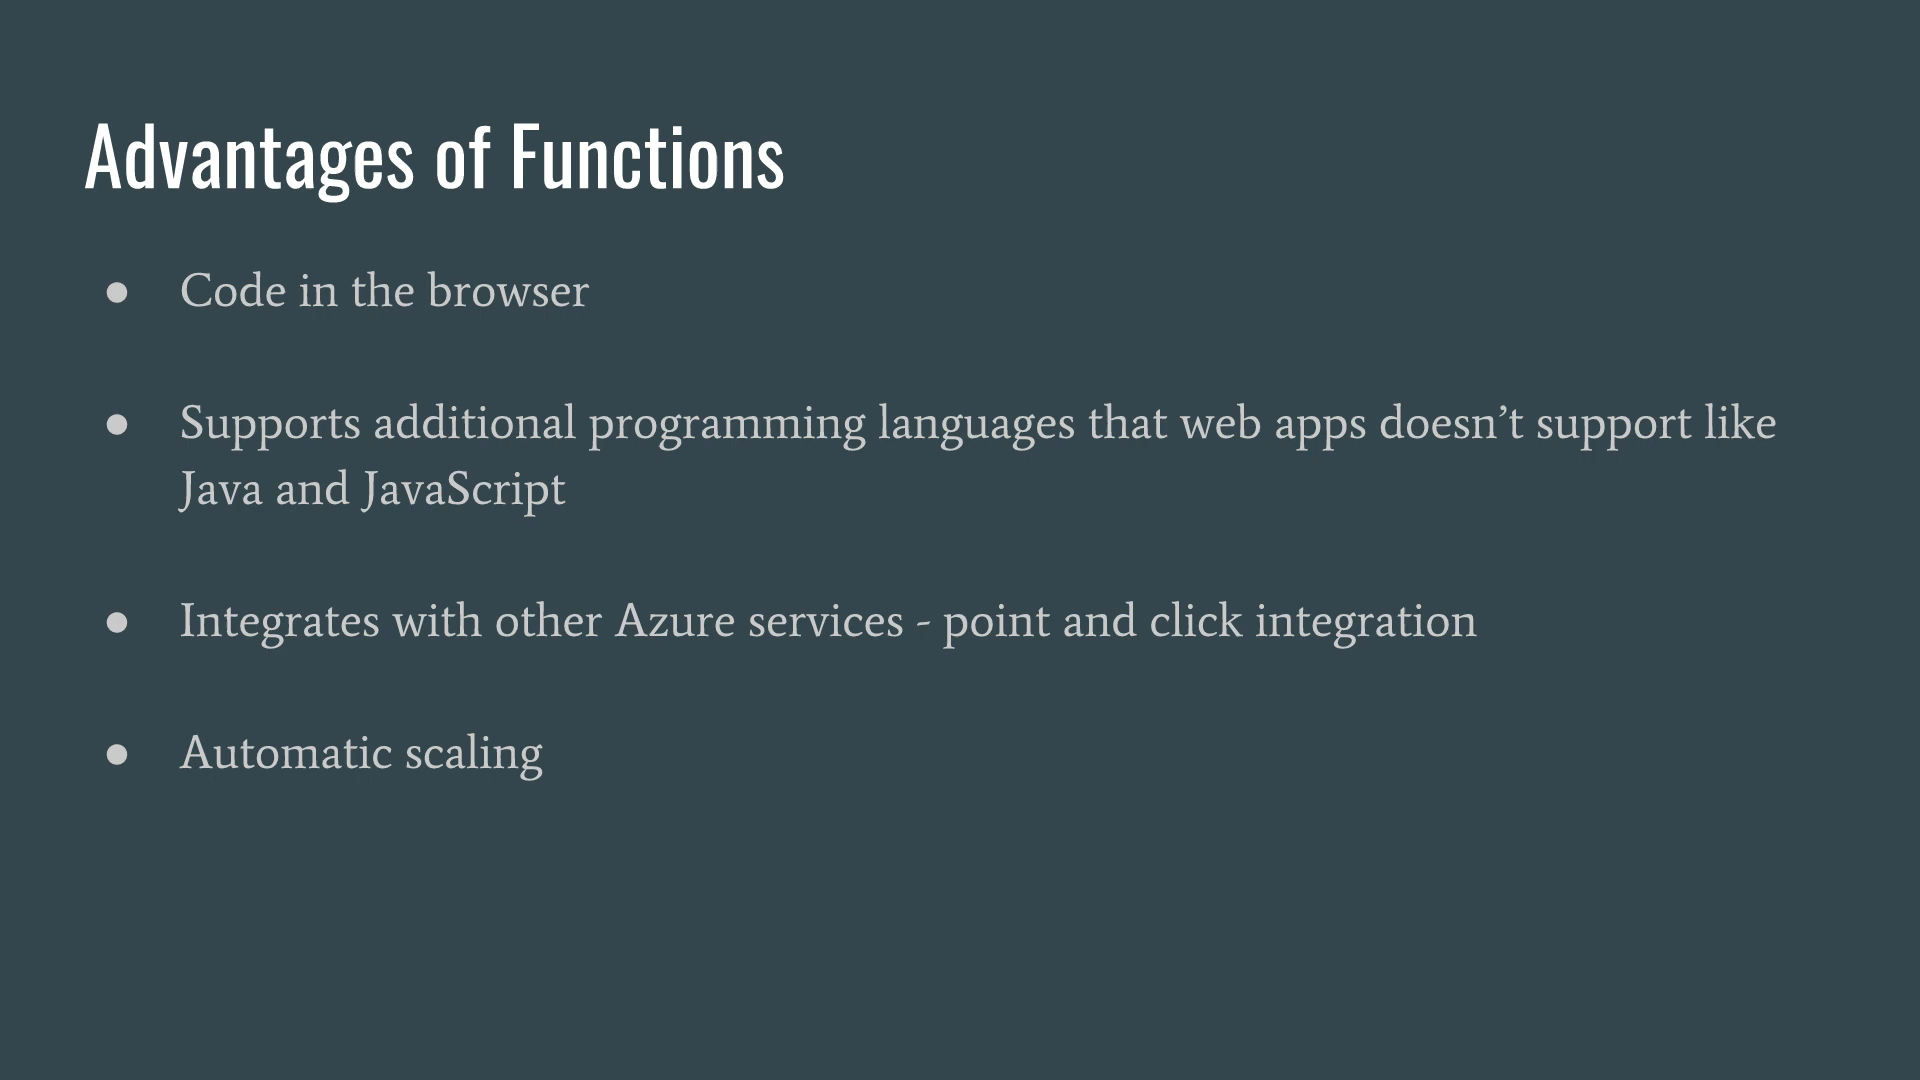 Advantages of Functions
● Code in the browser
● Supports additional programming languages that web apps doesn’t support like
Java and JavaScript
● Integrates with other Azure services - point and click integration
● Automatic scaling